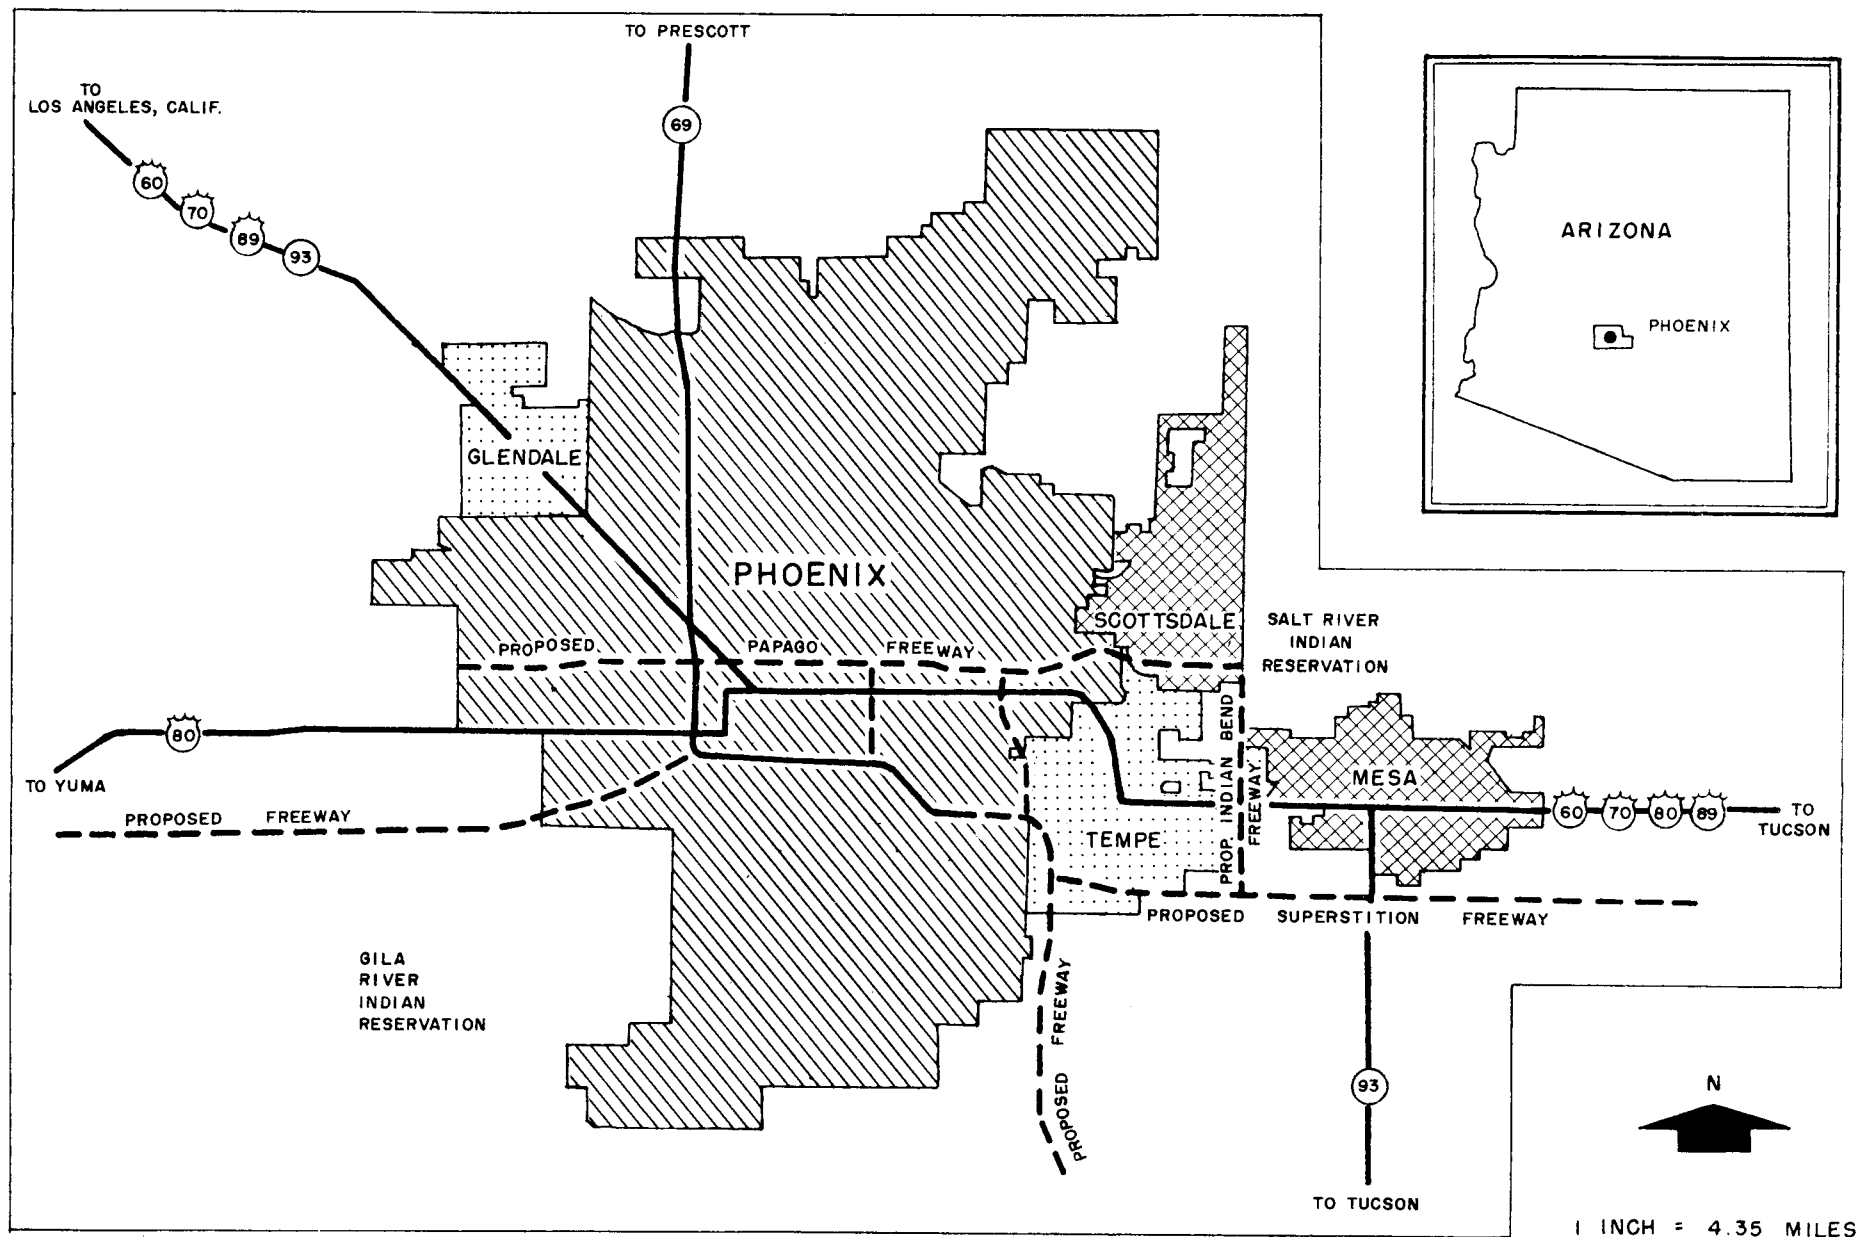 TO PRESCOTT
69
TO
LOS ANGELES, CALIF.
60
70
89
93
ARIZONA
PHOENIX
GLENDALE
PHOENIX
SCOTTSDALE
SALT RIVER
INDIAN
RESERVATION
PROPOSED PAPAGO FREEWAY
80
TO YUMA
PROPOSED FREEWAY
PROP. INDIAN BEND
FREEWAY
MESA
60
70
80
89
TO
TUCSON
TEMPE
PROPOSED SUPERSTITION FREEWAY
GILA
RIVER
INDIAN
RESERVATION
PROPOSED FREEWAY
93
TO TUCSON
N
1 INCH = 4.35 MILES